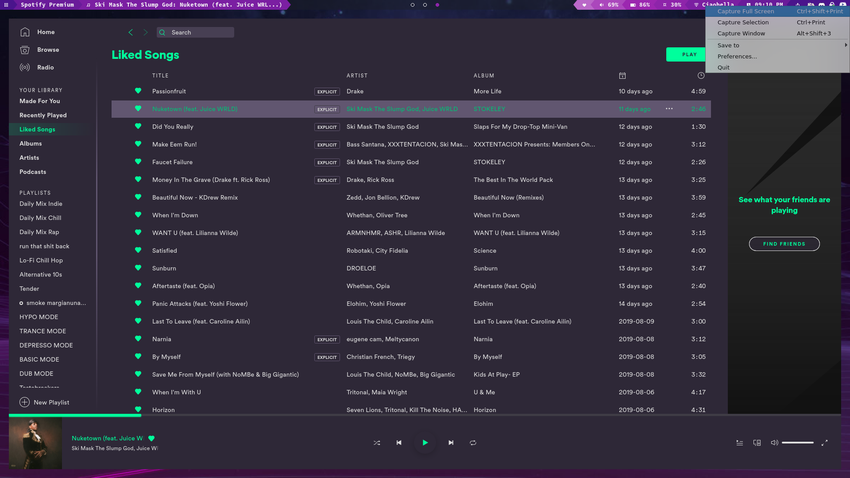 Spotify Premium
Ski Mask The Slump God: Nuketown (feat. Juice WRL...)
69%
86%
30%
Capture Full Screen Ctrl+Shift+Print
Capture Selection Ctrl+Print
Capture Window Alt+Shift+3
Save to
Preferences...
Quit
Home
Browse
Radio
YOUR LIBRARY
Made For You
Recently Played
Liked Songs
Albums
Artists
Podcasts
PLAYLISTS
Daily Mix Indie
Daily Mix Chill
Daily Mix Rap
run that shit back
Lo-Fi Chill Hop
Alternative 10s
Tender
smoke margianuna...
HYPO MODE
TRANCE MODE
DEPRESSO MODE
BASIC MODE
DUB MODE
New Playlist
Search
Liked Songs
PLAY
TITLE ARTIST ALBUM
Passionfruit EXPLICIT Drake More Life 10 days ago 4:59
Nuketown (feat. Juice WRLD) EXPLICIT Ski Mask The Slump God, Juice WRLD STOKELEY 11 days ago ••• 2:46
Did You Really EXPLICIT Ski Mask The Slump God Slaps For My Drop-Top Mini-Van 12 days ago 1:30
Make Eem Run! EXPLICIT Bass Santana, XXXTENTACION, Ski Mas... XXXTENTACION Presents: Members On... 12 days ago 3:12
Faucet Failure EXPLICIT Ski Mask The Slump God STOKELEY 12 days ago 2:26
Money In The Grave (Drake ft. Rick Ross) EXPLICIT Drake, Rick Ross The Best In The World Pack 13 days ago 3:25
Beautiful Now - KDrew Remix Zedd, Jon Bellion, KDrew Beautiful Now (Remixes) 13 days ago 3:59
When I'm Down Whethan, Oliver Tree When I'm Down 13 days ago 2:45
WANT U (feat. Lilianna Wilde) ARMNHMR, ASHR, Lilianna Wilde WANT U (feat. Lilianna Wilde) 13 days ago 3:15
Satisfied Robotaki, City Fidelia Science 13 days ago 4:00
Sunburn DROELOE Sunburn 13 days ago 3:47
Aftertaste (feat. Opia) Whethan, Opia Aftertaste (feat. Opia) 13 days ago 2:40
Panic Attacks (feat. Yoshi Flower) Elohim, Yoshi Flower Elohim 14 days ago 2:54
Last To Leave (feat. Caroline Ailin) Louis The Child, Caroline Ailin Last To Leave (feat. Caroline Ailin) 2019-08-09 3:00
Narnia EXPLICIT eugene cam, Meltycanon Narnia 2019-08-08 3:12
By Myself EXPLICIT Christian French, Triegy By Myself 2019-08-08 3:05
Save Me From Myself (with NoMBe & Big Gigantic) Louis The Child, NoMBe, Big Gigantic Kids At Play- EP 2019-08-08 3:32
When I'm With U Tritonal, Maia Wright U & Me 2019-08-06 4:17
Horizon Seven Lions, Tritonal, Kill The Noise, HA... Horizon 2019-08-06 4:31
See what your friends are
playing
FIND FRIENDS
Nuketown (feat. Juice W
Ski Mask The Slump God, Juice W